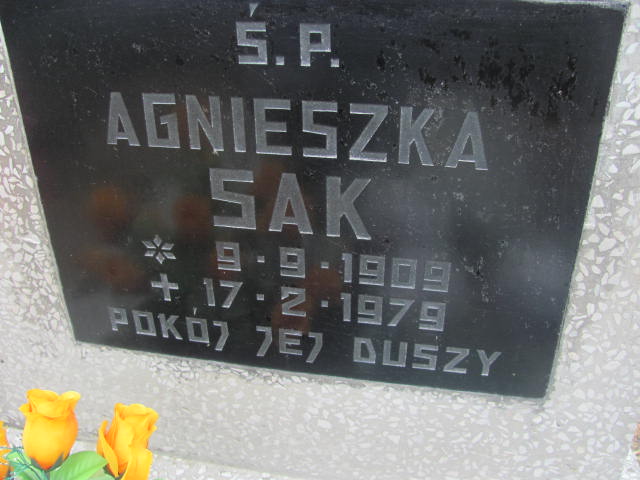 Ś.P.
AGNIESZKA
SAK
* 9.9.1909
+ 17.2.1979
POKÓJ JEJ DUSZY